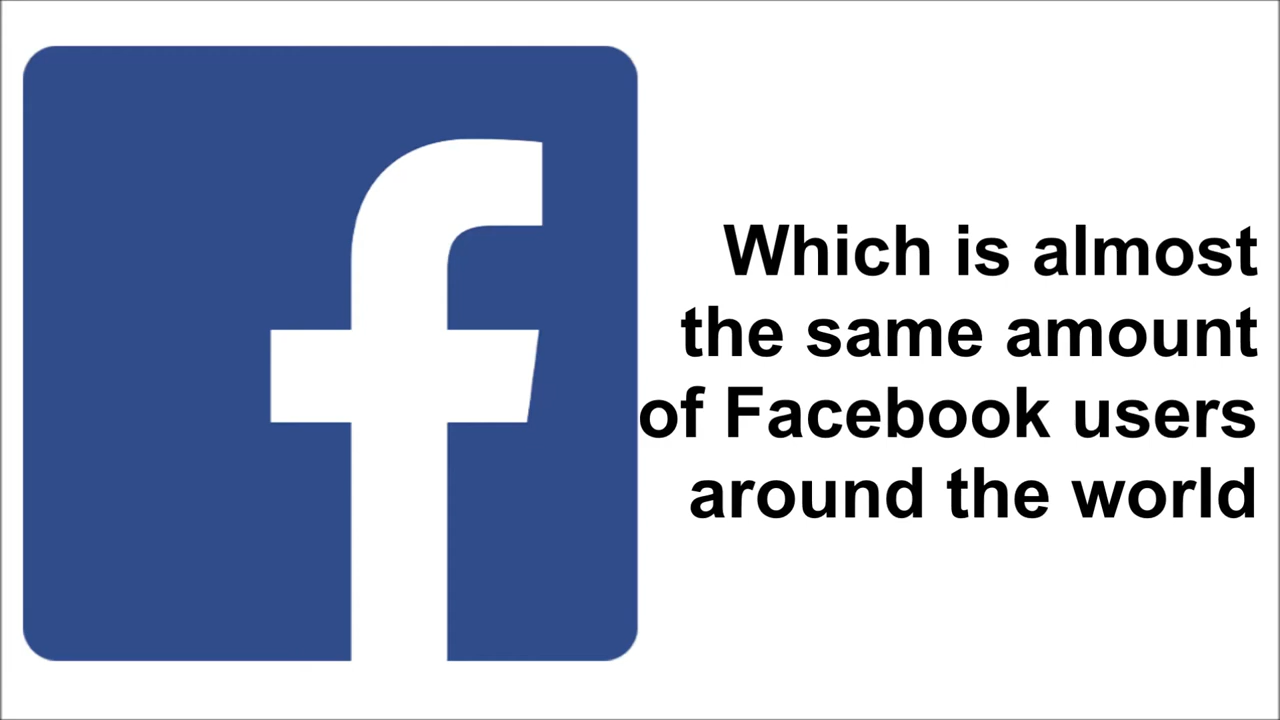 Which is almost
the same amount
of Facebook users
around the world